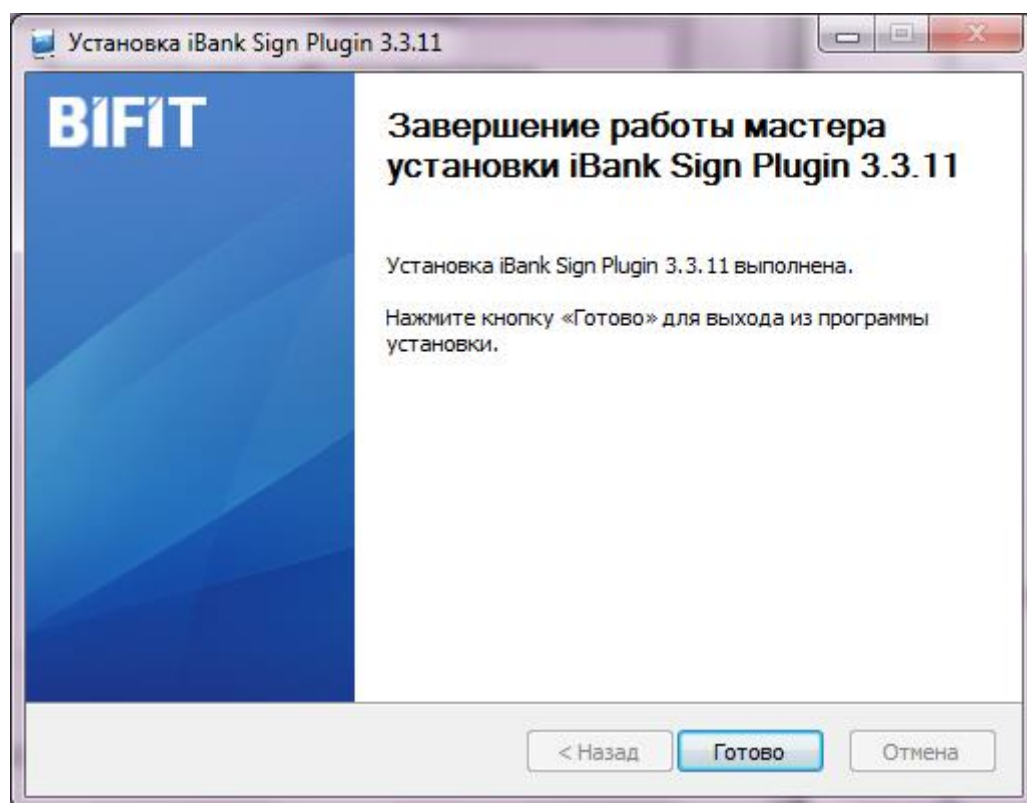 Установка iBank Sign Plugin 3.3.11
BIFIT
Завершение работы мастера
установки iBank Sign Plugin 3.3.11
Установка iBank Sign Plugin 3.3.11 выполнена.
Нажмите кнопку «Готово» для выхода из программы
установки.
< Назад Готово Отмена